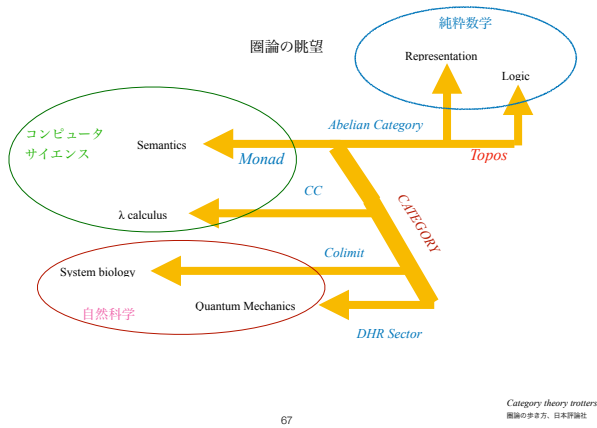 純粋数学
圏論の眺望
Representation
Logic
Abelian Category
コンピュータ
サイエンス
Semantics
Monad
Topos
CC
CATEGORY
λ calculus
Colimit
System biology
Quantum Mechanics
自然科学
DHR Sector
Category theory trotters
圏論の歩き方、日本評論社
67